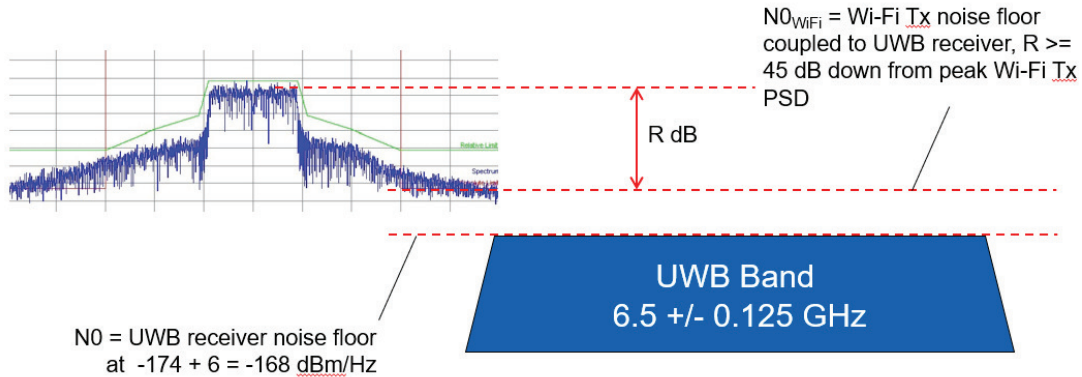 N0WiFi = Wi-Fi Tx noise floor
coupled to UWB receiver, R >=
45 dB down from peak Wi-Fi Tx
PSD
R dB
Relative Limit
Spectrum
UWB Band
6.5 +/- 0.125 GHz
N0 = UWB receiver noise floor
at -174 + 6 = -168 dBm/Hz